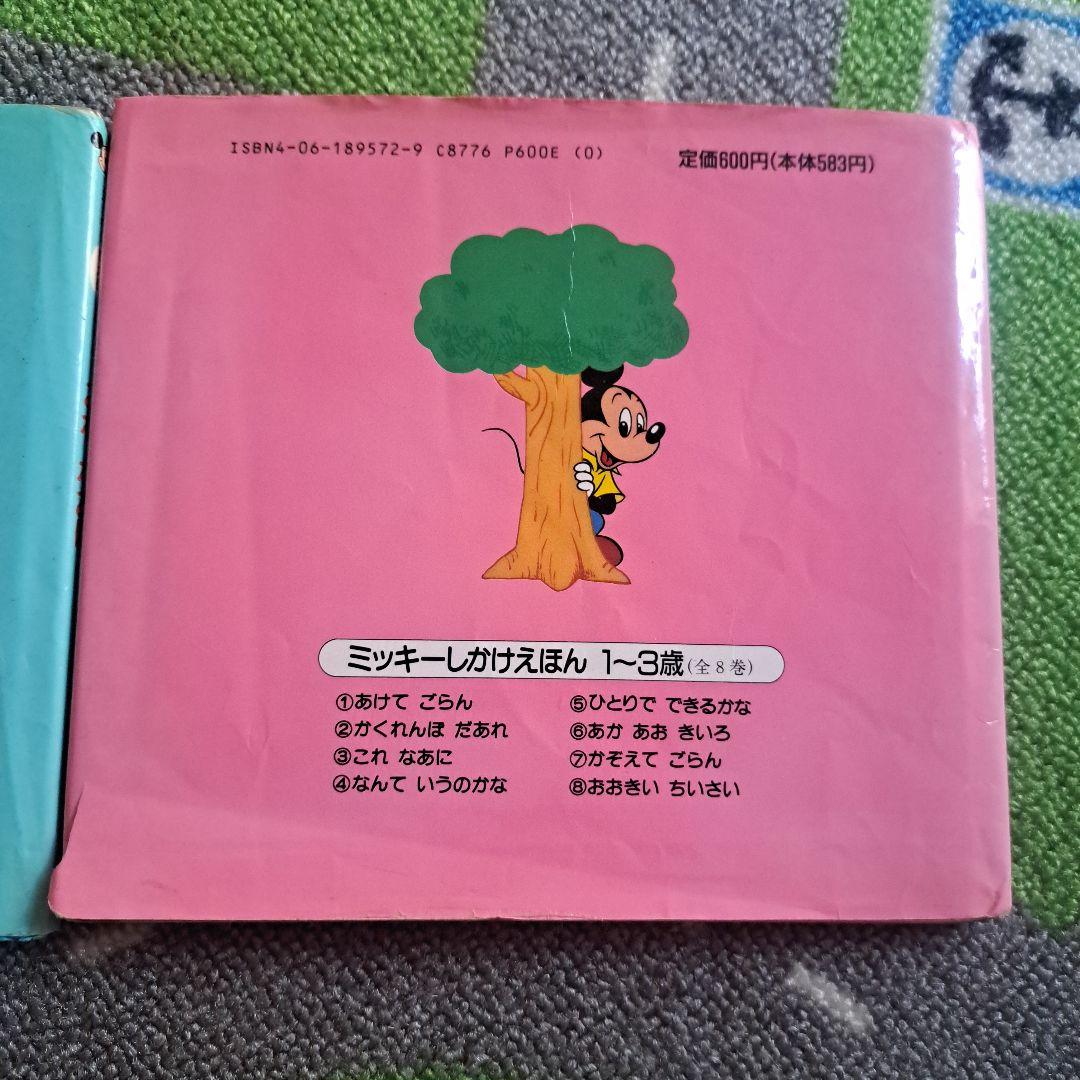 ISBN4-06-189572-9 C8776 P600E (0)
定価600円(本体583円)
ミッキーしかけえほん 1〜3歳(全8巻)
①あけて ごらん
②かくれんぼ だあれ
③これ なあに
④なんて いうのかな
⑤ひとりで できるかな
⑥あか あお きいろ
⑦かぞえて ごらん
⑧おおきい ちいさい